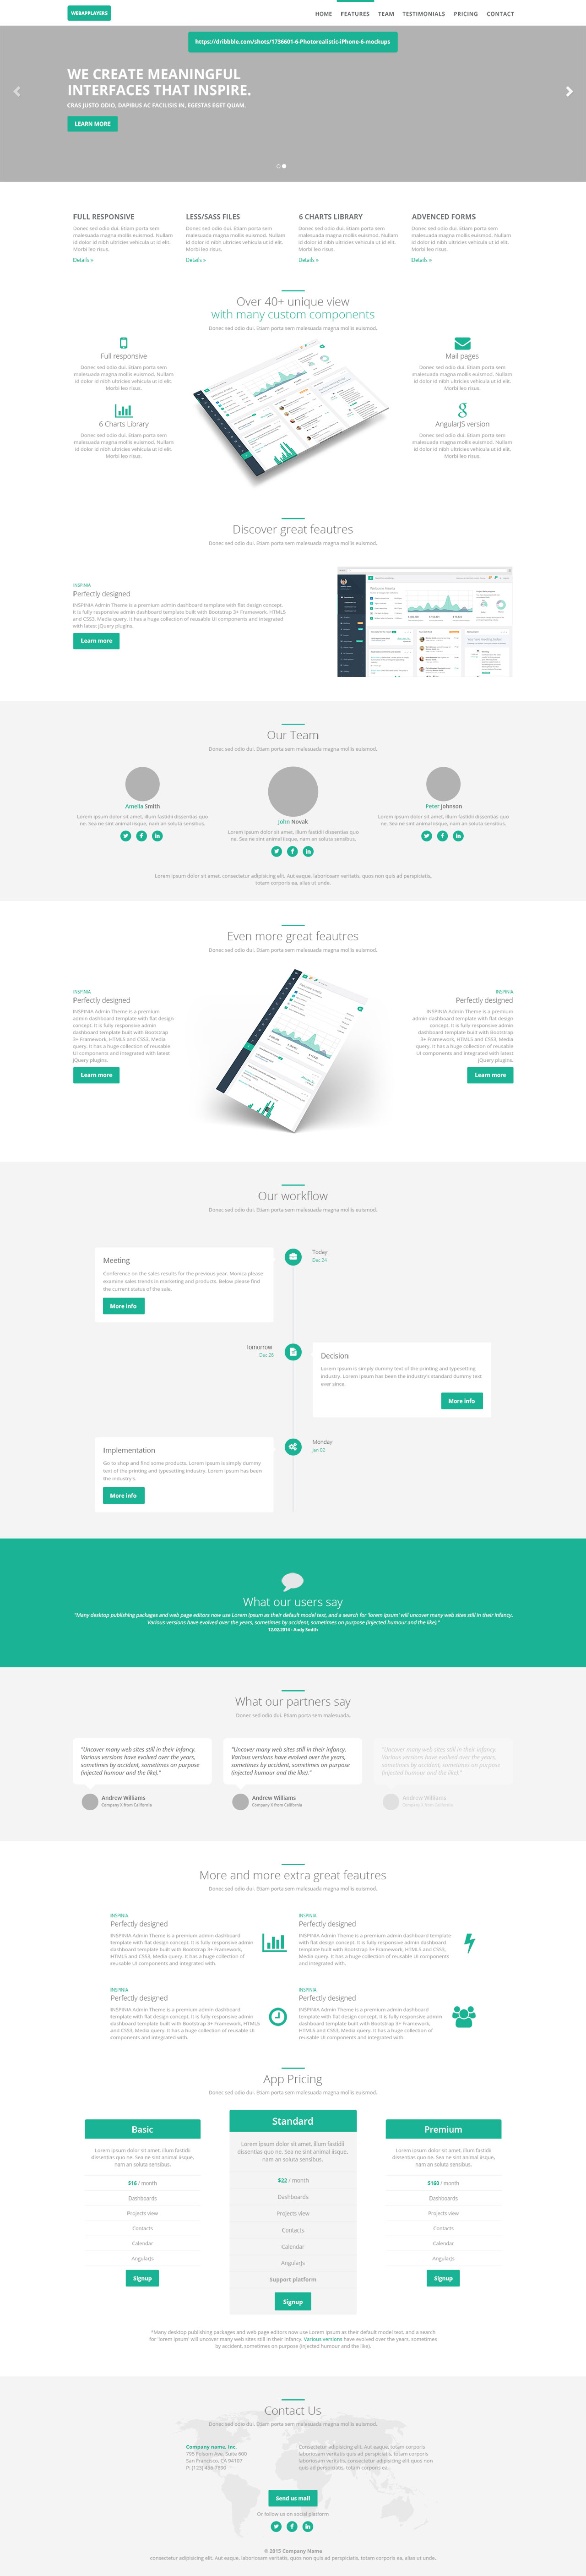 WEBAPPLAYERS
HOME FEATURES TEAM TESTIMONIALS PRICING CONTACT
https://dribbble.com/shots/1736601-6-Photorealistic-iPhone-6-mockups
WE CREATE MEANINGFUL
INTERFACES THAT INSPIRE.
CRAS JUSTO ODIO, DAPIBUS AC FACILISIS IN, EGESTAS EGET QUAM.
LEARN MORE
FULL RESPONSIVE
Donec sed odio dui. Etiam porta sem
malesuada magna mollis euismod. Nullam
id dolor id nibh ultricies vehicula ut id elit.
Morbi leo risus.
Details »
LESS/SASS FILES
Donec sed odio dui. Etiam porta sem
malesuada magna mollis euismod. Nullam
id dolor id nibh ultricies vehicula ut id elit.
Morbi leo risus.
Details »
6 CHARTS LIBRARY
Donec sed odio dui. Etiam porta sem
malesuada magna mollis euismod. Nullam
id dolor id nibh ultricies vehicula ut id elit.
Morbi leo risus.
Details »
ADVENCED FORMS
Donec sed odio dui. Etiam porta sem
malesuada magna mollis euismod. Nullam
id dolor id nibh ultricies vehicula ut id elit.
Morbi leo risus.
Details »
Over 40+ unique view
with many custom components
Donec sed odio dui. Etiam porta sem malesuada magna mollis euismod.
Full responsive
Donec sed odio dui. Etiam porta sem
malesuada magna mollis euismod. Nullam
id dolor id nibh ultricies vehicula ut id elit.
Morbi leo risus.
6 Charts Library
Donec sed odio dui. Etiam porta sem
malesuada magna mollis euismod. Nullam
id dolor id nibh ultricies vehicula ut id elit.
Morbi leo risus.
Mail pages
Donec sed odio dui. Etiam porta sem
malesuada magna mollis euismod. Nullam
id dolor id nibh ultricies vehicula ut id elit.
Morbi leo risus.
AngularJS version
Donec sed odio dui. Etiam porta sem
malesuada magna mollis euismod. Nullam
id dolor id nibh ultricies vehicula ut id elit.
Morbi leo risus.
Discover great feautres
Donec sed odio dui. Etiam porta sem malesuada magna mollis euismod.
INSPINIA
Perfectly designed
INSPINIA Admin Theme is a premium admin dashboard template with flat design concept.
It is fully responsive admin dashboard template built with Bootstrap 3+ Framework, HTML5
and CSS3, Media query. It has a huge collection of reusable UI components and integrated
with latest jQuery plugins.
Learn more
Our Team
Donec sed odio dui. Etiam porta sem malesuada magna mollis euismod.
Amelia Smith
Lorem ipsum dolor sit amet, illum fastidii dissentias quo
ne. Sea ne sint animal iisque, nam an soluta sensibus.
John Novak
Lorem ipsum dolor sit amet, illum fastidii dissentias quo
ne. Sea ne sint animal iisque, nam an soluta sensibus.
Peter Johnson
Lorem ipsum dolor sit amet, illum fastidii dissentias quo
ne. Sea ne sint animal iisque, nam an soluta sensibus.
Lorem ipsum dolor sit amet, consectetur adipisicing elit. Aut eaque, laboriosam veritatis, quos non quis ad perspiciatis,
totam corporis ea, alias ut unde.
Even more great feautres
Donec sed odio dui. Etiam porta sem malesuada magna mollis euismod.
INSPINIA
Perfectly designed
INSPINIA Admin Theme is a premium
admin dashboard template with flat design
concept. It is fully responsive admin
dashboard template built with Bootstrap
3+ Framework, HTML5 and CSS3, Media
query. It has a huge collection of reusable
UI components and integrated with latest
jQuery plugins.
Learn more
INSPINIA
Perfectly designed
INSPINIA Admin Theme is a premium
admin dashboard template with flat design
concept. It is fully responsive admin
dashboard template built with Bootstrap
3+ Framework, HTML5 and CSS3, Media
query. It has a huge collection of reusable
UI components and integrated with latest
jQuery plugins.
Learn more
Our workflow
Donec sed odio dui. Etiam porta sem malesuada magna mollis euismod.
Meeting
Conference on the sales results for the previous year. Monica please
examine sales trends in marketing and products. Below please find
the current status of the sale.
More info
Today
Dec 24
Tomorrow
Dec 26
Decision
Lorem Ipsum is simply dummy text of the printing and typesetting
industry. Lorem Ipsum has been the industry's standard dummy text
ever since.
More info
Implementation
Go to shop and find some products. Lorem Ipsum is simply dummy
text of the printing and typesetting industry. Lorem Ipsum has been
the industry's.
More info
Monday
Jan 02
What our users say
"Many desktop publishing packages and web page editors now use Lorem Ipsum as their default model text, and a search for 'lorem ipsum' will uncover many web sites still in their infancy.
Various versions have evolved over the years, sometimes by accident, sometimes on purpose (injected humour and the like)."
12.02.2014 - Andy Smith
What our partners say
Donec sed odio dui. Etiam porta sem malesuada.
"Uncover many web sites still in their infancy.
Various versions have evolved over the years,
sometimes by accident, sometimes on purpose
(injected humour and the like)."
Andrew Williams
Company X from California
"Uncover many web sites still in their infancy.
Various versions have evolved over the years,
sometimes by accident, sometimes on purpose
(injected humour and the like)."
Andrew Williams
Company X from California
"Uncover many web sites still in their infancy.
Various versions have evolved over the years,
sometimes by accident, sometimes on purpose
(injected humour and the like)."
Andrew Williams
Company X from California
More and more extra great feautres
Donec sed odio dui. Etiam porta sem malesuada magna mollis euismod.
INSPINIA
Perfectly designed
INSPINIA Admin Theme is a premium admin dashboard
template with flat design concept. It is fully responsive admin
dashboard template built with Bootstrap 3+ Framework,
HTML5 and CSS3, Media query. It has a huge collection of
reusable UI components and integrated with.
INSPINIA
Perfectly designed
INSPINIA Admin Theme is a premium admin dashboard template
with flat design concept. It is fully responsive admin dashboard
template built with Bootstrap 3+ Framework, HTML5 and CSS3,
Media query. It has a huge collection of reusable UI components
and integrated with.
INSPINIA
Perfectly designed
INSPINIA Admin Theme is a premium admin dashboard
template with flat design concept. It is fully responsive admin
dashboard template built with Bootstrap 3+ Framework, HTML5
and CSS3, Media query. It has a huge collection of reusable UI
components and integrated with.
INSPINIA
Perfectly designed
INSPINIA Admin Theme is a premium admin dashboard
template with flat design concept. It is fully responsive admin
dashboard template built with Bootstrap 3+ Framework,
HTML5 and CSS3, Media query. It has a huge collection of
reusable UI components and integrated with.
App Pricing
Donec sed odio dui. Etiam porta sem malesuada magna mollis euismod.
Basic
Lorem ipsum dolor sit amet, illum fastidii
dissentias quo ne. Sea ne sint animal iisque,
nam an soluta sensibus.
$16 / month
Dashboards
Projects view
Contacts
Calendar
AngularJs
Signup
Standard
Lorem ipsum dolor sit amet, illum fastidii
dissentias quo ne. Sea ne sint animal iisque,
nam an soluta sensibus.
$22 / month
Dashboards
Projects view
Contacts
Calendar
AngularJs
Support platform
Signup
Premium
Lorem ipsum dolor sit amet, illum fastidii
dissentias quo ne. Sea ne sint animal iisque,
nam an soluta sensibus.
$160 / month
Dashboards
Projects view
Contacts
Calendar
AngularJs
Signup
*Many desktop publishing packages and web page editors now use Lorem Ipsum as their default model text, and a search
for 'lorem ipsum' will uncover many web sites still in their infancy. Various versions have evolved over the years, sometimes
by accident, sometimes on purpose (injected humour and the like).
Contact Us
Donec sed odio dui. Etiam porta sem malesuada magna mollis euismod.
Company name, Inc.
795 Folsom Ave, Suite 600
San Francisco, CA 94107
P: (123) 456-7890
Consectetur adipisicing elit. Aut eaque, totam corporis
laboriosam veritatis quis ad perspiciatis, totam corporis
laboriosam veritatis, consectetur adipisicing elit quos non
quis ad perspiciatis, totam corporis ea,
Send us mail
Or follow us on social platform
© 2015 Company Name
consectetur adipisicing elit. Aut eaque, laboriosam veritatis, quos non quis ad perspiciatis, totam corporis ea, alias ut unde.